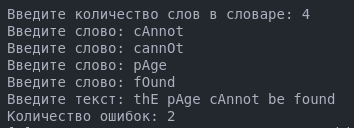 Введите количество слов в словаре: 4
Введите слово: cAnnot
Введите слово: cannOt
Введите слово: pAge
Введите слово: fOund
Введите текст: thE pAge cAnnot be found
Количество ошибок: 2